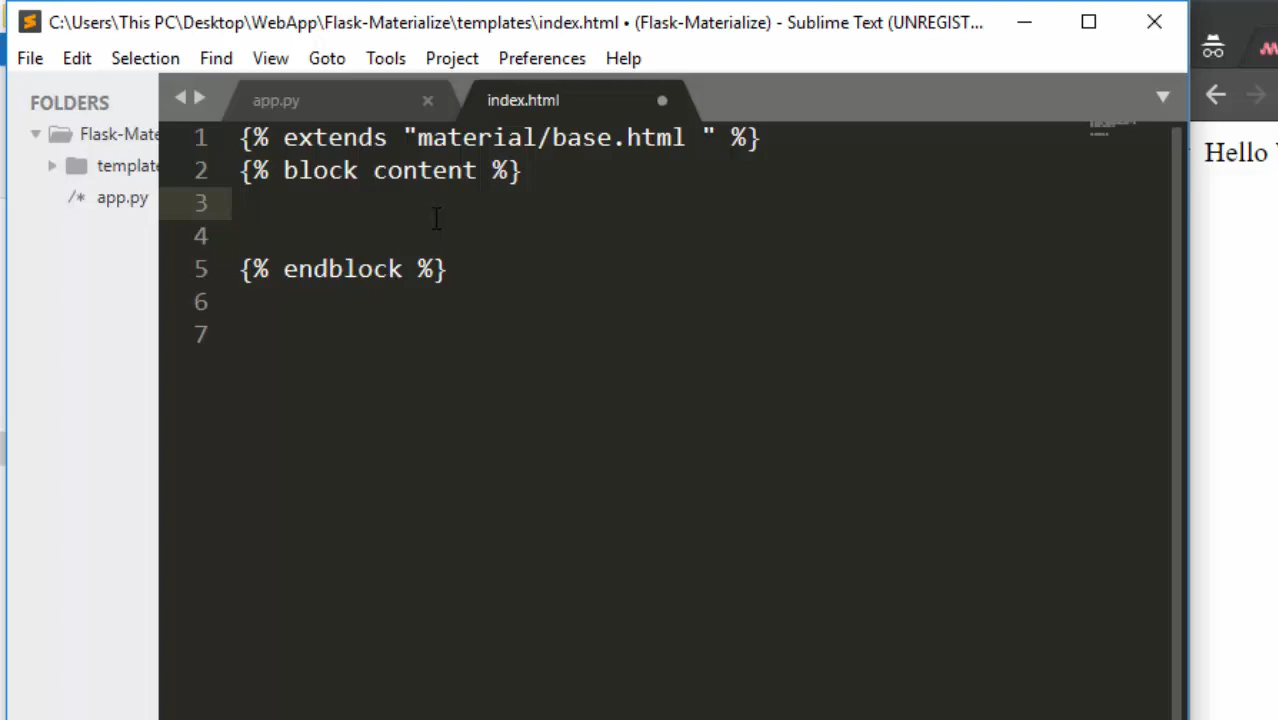 C:\Users\This PC\Desktop\WebApp\Flask-Materialize\templates\index.html • (Flask-Materialize) - Sublime Text (UNREGIST...
File Edit Selection Find View Goto Tools Project Preferences Help
FOLDERS
Flask-Mate
template
/* app.py
app.py
index.html
1 {% extends "material/base.html " %}
2 {% block content %}
3
4
5 {% endblock %}
6
7
Hello